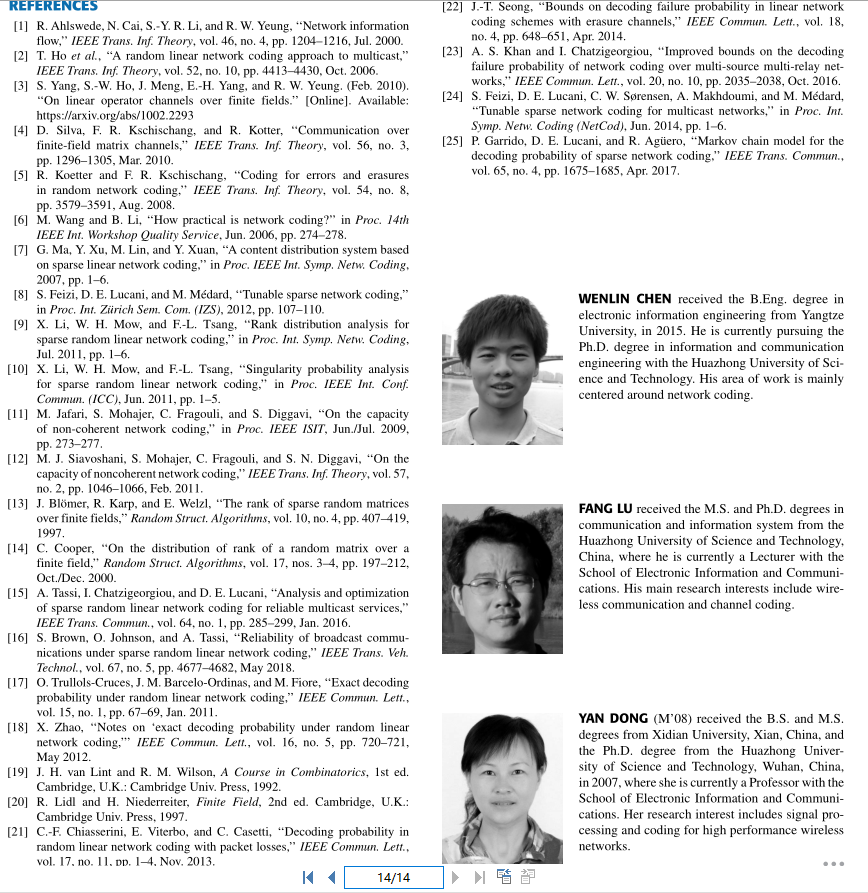 REFERENCES
[1] R. Ahlswede, N. Cai, S.-Y. R. Li, and R. W. Yeung, “Network information
flow,” IEEE Trans. Inf. Theory, vol. 46, no. 4, pp. 1204–1216, Jul. 2000.
[2] T. Ho et al., “A random linear network coding approach to multicast,”
IEEE Trans. Inf. Theory, vol. 52, no. 10, pp. 4413–4430, Oct. 2006.
[3] S. Yang, S.-W. Ho, J. Meng, E.-H. Yang, and R. W. Yeung. (Feb. 2010).
“On linear operator channels over finite fields.” [Online]. Available:
https://arxiv.org/abs/1002.2293
[4] D. Silva, F. R. Kschischang, and R. Kotter, “Communication over
finite-field matrix channels,” IEEE Trans. Inf. Theory, vol. 56, no. 3,
pp. 1296–1305, Mar. 2010.
[5] R. Koetter and F. R. Kschischang, “Coding for errors and erasures
in random network coding,” IEEE Trans. Inf. Theory, vol. 54, no. 8,
pp. 3579–3591, Aug. 2008.
[6] M. Wang and B. Li, “How practical is network coding?” in Proc. 14th
IEEE Int. Workshop Quality Service, Jun. 2006, pp. 274–278.
[7] G. Ma, Y. Xu, M. Lin, and Y. Xuan, “A content distribution system based
on sparse linear network coding,” in Proc. IEEE Int. Symp. Netw. Coding,
2007, pp. 1–6.
[8] S. Feizi, D. E. Lucani, and M. Médard, “Tunable sparse network coding,”
in Proc. Int. Zürich Sem. Com. (IZS), 2012, pp. 107–110.
[9] X. Li, W. H. Mow, and F.-L. Tsang, “Rank distribution analysis for
sparse random linear network coding,” in Proc. Int. Symp. Netw. Coding,
Jul. 2011, pp. 1–6.
[10] X. Li, W. H. Mow, and F.-L. Tsang, “Singularity probability analysis
for sparse random linear network coding,” in Proc. IEEE Int. Conf.
Commun. (ICC), Jun. 2011, pp. 1–5.
[11] M. Jafari, S. Mohajer, C. Fragouli, and S. Diggavi, “On the capacity
of non-coherent network coding,” in Proc. IEEE ISIT, Jun./Jul. 2009,
pp. 273–277.
[12] M. J. Siavoshani, S. Mohajer, C. Fragouli, and S. N. Diggavi, “On the
capacity of noncoherent network coding,” IEEE Trans. Inf. Theory, vol. 57,
no. 2, pp. 1046–1066, Feb. 2011.
[13] J. Blömer, R. Karp, and E. Welzl, “The rank of sparse random matrices
over finite fields,” Random Struct. Algorithms, vol. 10, no. 4, pp. 407–419,
1997.
[14] C. Cooper, “On the distribution of rank of a random matrix over a
finite field,” Random Struct. Algorithms, vol. 17, nos. 3–4, pp. 197–212,
Oct./Dec. 2000.
[15] A. Tassi, I. Chatzigeorgiou, and D. E. Lucani, “Analysis and optimization
of sparse random linear network coding for reliable multicast services,”
IEEE Trans. Commun., vol. 64, no. 1, pp. 285–299, Jan. 2016.
[16] S. Brown, O. Johnson, and A. Tassi, “Reliability of broadcast commu-
nications under sparse random linear network coding,” IEEE Trans. Veh.
Technol., vol. 67, no. 5, pp. 4677–4682, May 2018.
[17] O. Trullols-Cruces, J. M. Barcelo-Ordinas, and M. Fiore, “Exact decoding
probability under random linear network coding,” IEEE Commun. Lett.,
vol. 15, no. 1, pp. 67–69, Jan. 2011.
[18] X. Zhao, “Notes on ‘exact decoding probability under random linear
network coding,’” IEEE Commun. Lett., vol. 16, no. 5, pp. 720–721,
May 2012.
[19] J. H. van Lint and R. M. Wilson, A Course in Combinatorics, 1st ed.
Cambridge, U.K.: Cambridge Univ. Press, 1992.
[20] R. Lidl and H. Niederreiter, Finite Field, 2nd ed. Cambridge, U.K.:
Cambridge Univ. Press, 1997.
[21] C.-F. Chiasserini, E. Viterbo, and C. Casetti, “Decoding probability in
random linear network coding with packet losses,” IEEE Commun. Lett.,
vol. 17, no. 11, pp. 1–4, Nov. 2013.
[22] J.-T. Seong, “Bounds on decoding failure probability in linear network
coding schemes with erasure channels,” IEEE Commun. Lett., vol. 18,
no. 4, pp. 648–651, Apr. 2014.
[23] A. S. Khan and I. Chatzigeorgiou, “Improved bounds on the decoding
failure probability of network coding over multi-source multi-relay net-
works,” IEEE Commun. Lett., vol. 20, no. 10, pp. 2035–2038, Oct. 2016.
[24] S. Feizi, D. E. Lucani, C. W. Sørensen, A. Makhdoumi, and M. Médard,
“Tunable sparse network coding for multicast networks,” in Proc. Int.
Symp. Netw. Coding (NetCod), Jun. 2014, pp. 1–6.
[25] P. Garrido, D. E. Lucani, and R. Agüero, “Markov chain model for the
decoding probability of sparse network coding,” IEEE Trans. Commun.,
vol. 65, no. 4, pp. 1675–1685, Apr. 2017.
WENLIN CHEN received the B.Eng. degree in
electronic information engineering from Yangtze
University, in 2015. He is currently pursuing the
Ph.D. degree in information and communication
engineering with the Huazhong University of Sci-
ence and Technology. His area of work is mainly
centered around network coding.
FANG LU received the M.S. and Ph.D. degrees in
communication and information system from the
Huazhong University of Science and Technology,
China, where he is currently a Lecturer with the
School of Electronic Information and Communi-
cations. His main research interests include wire-
less communication and channel coding.
YAN DONG (M’08) received the B.S. and M.S.
degrees from Xidian University, Xian, China, and
the Ph.D. degree from the Huazhong Univer-
sity of Science and Technology, Wuhan, China,
in 2007, where she is currently a Professor with the
School of Electronic Information and Communi-
cations. Her research interest includes signal pro-
cessing and coding for high performance wireless
networks.
14/14